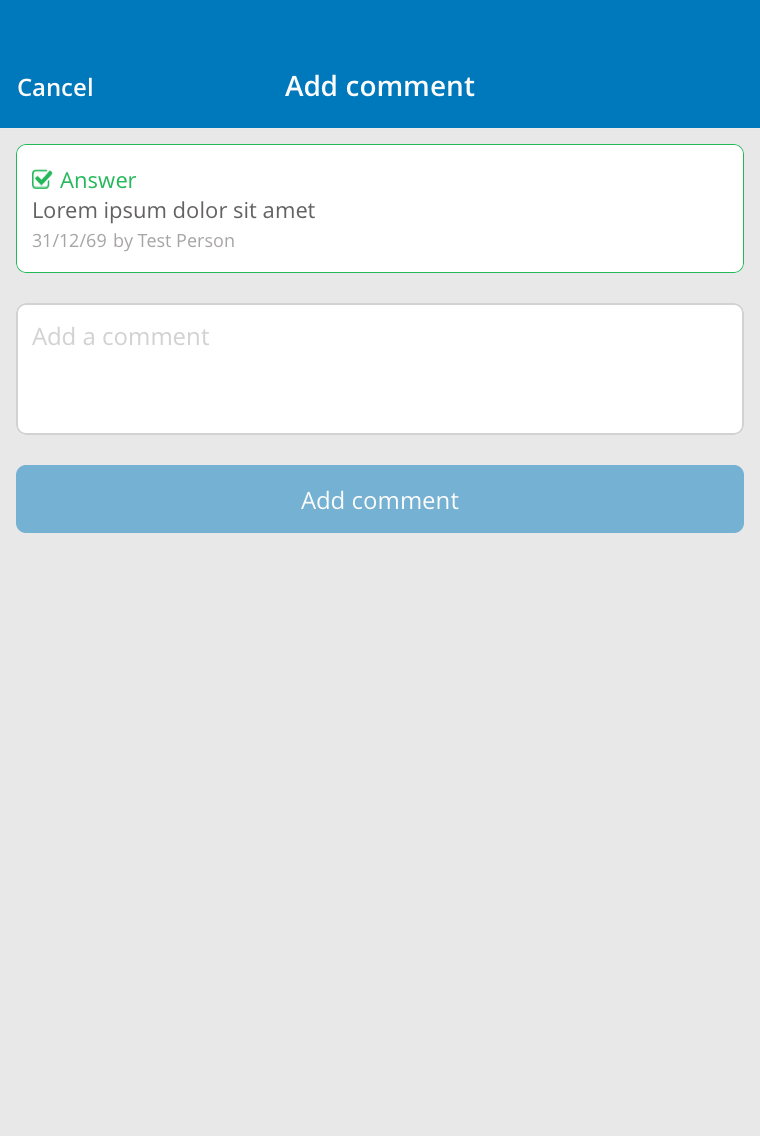 Cancel
Add comment
Answer
Lorem ipsum dolor sit amet
31/12/69 by Test Person
Add a comment
Add comment